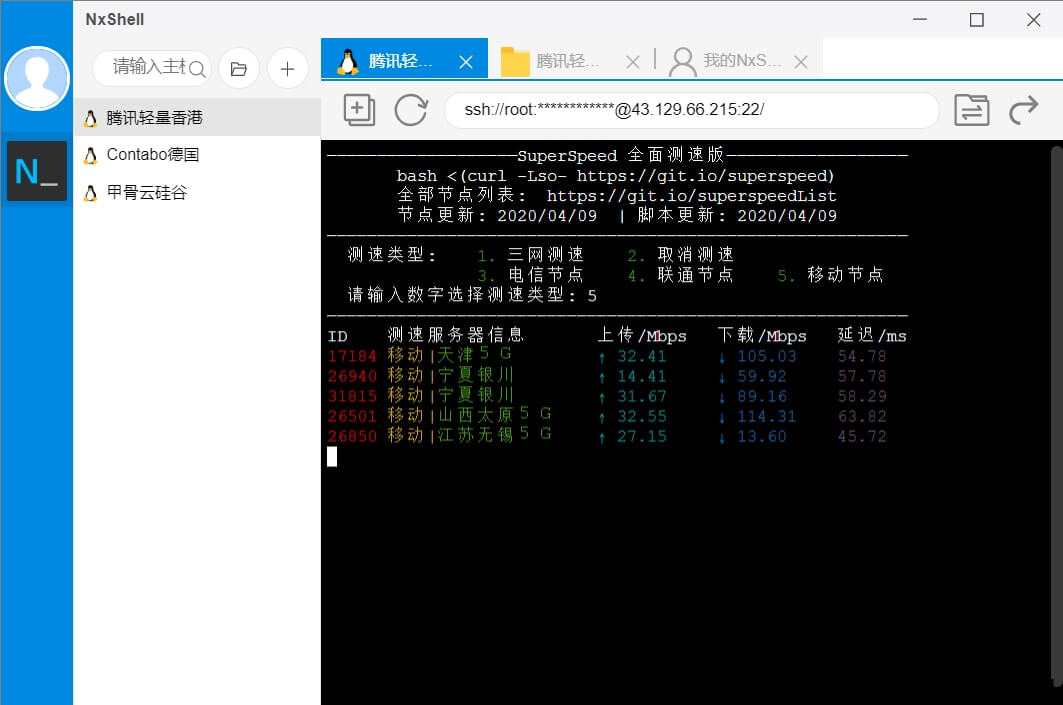 NxShell
请输入主机
腾讯轻...
腾讯轻...
我的NxS...
腾讯轻量香港
Contabo德国
甲骨云硅谷
N_
ssh://root:************@43.129.66.215:22/
SuperSpeed 全面测速版
bash <(curl -Lso- https://git.io/superspeed)
全部节点列表: https://git.io/superspeedList
节点更新: 2020/04/09 | 脚本更新: 2020/04/09
测速类型: 1. 三网测速 2. 取消测速
3. 电信节点 4. 联通节点 5. 移动节点
请输入数字选择测速类型: 5
ID 测速服务器信息 上传/Mbps 下载/Mbps 延迟/ms
17184 移动|天津5G ↑ 32.41 ↓ 105.03 54.78
26940 移动|宁夏银川 ↑ 14.41 ↓ 59.92 57.78
31815 移动|宁夏银川 ↑ 31.67 ↓ 89.16 58.29
26501 移动|山西太原5G ↑ 32.55 ↓ 114.31 63.82
26850 移动|江苏无锡5G ↑ 27.15 ↓ 13.60 45.72